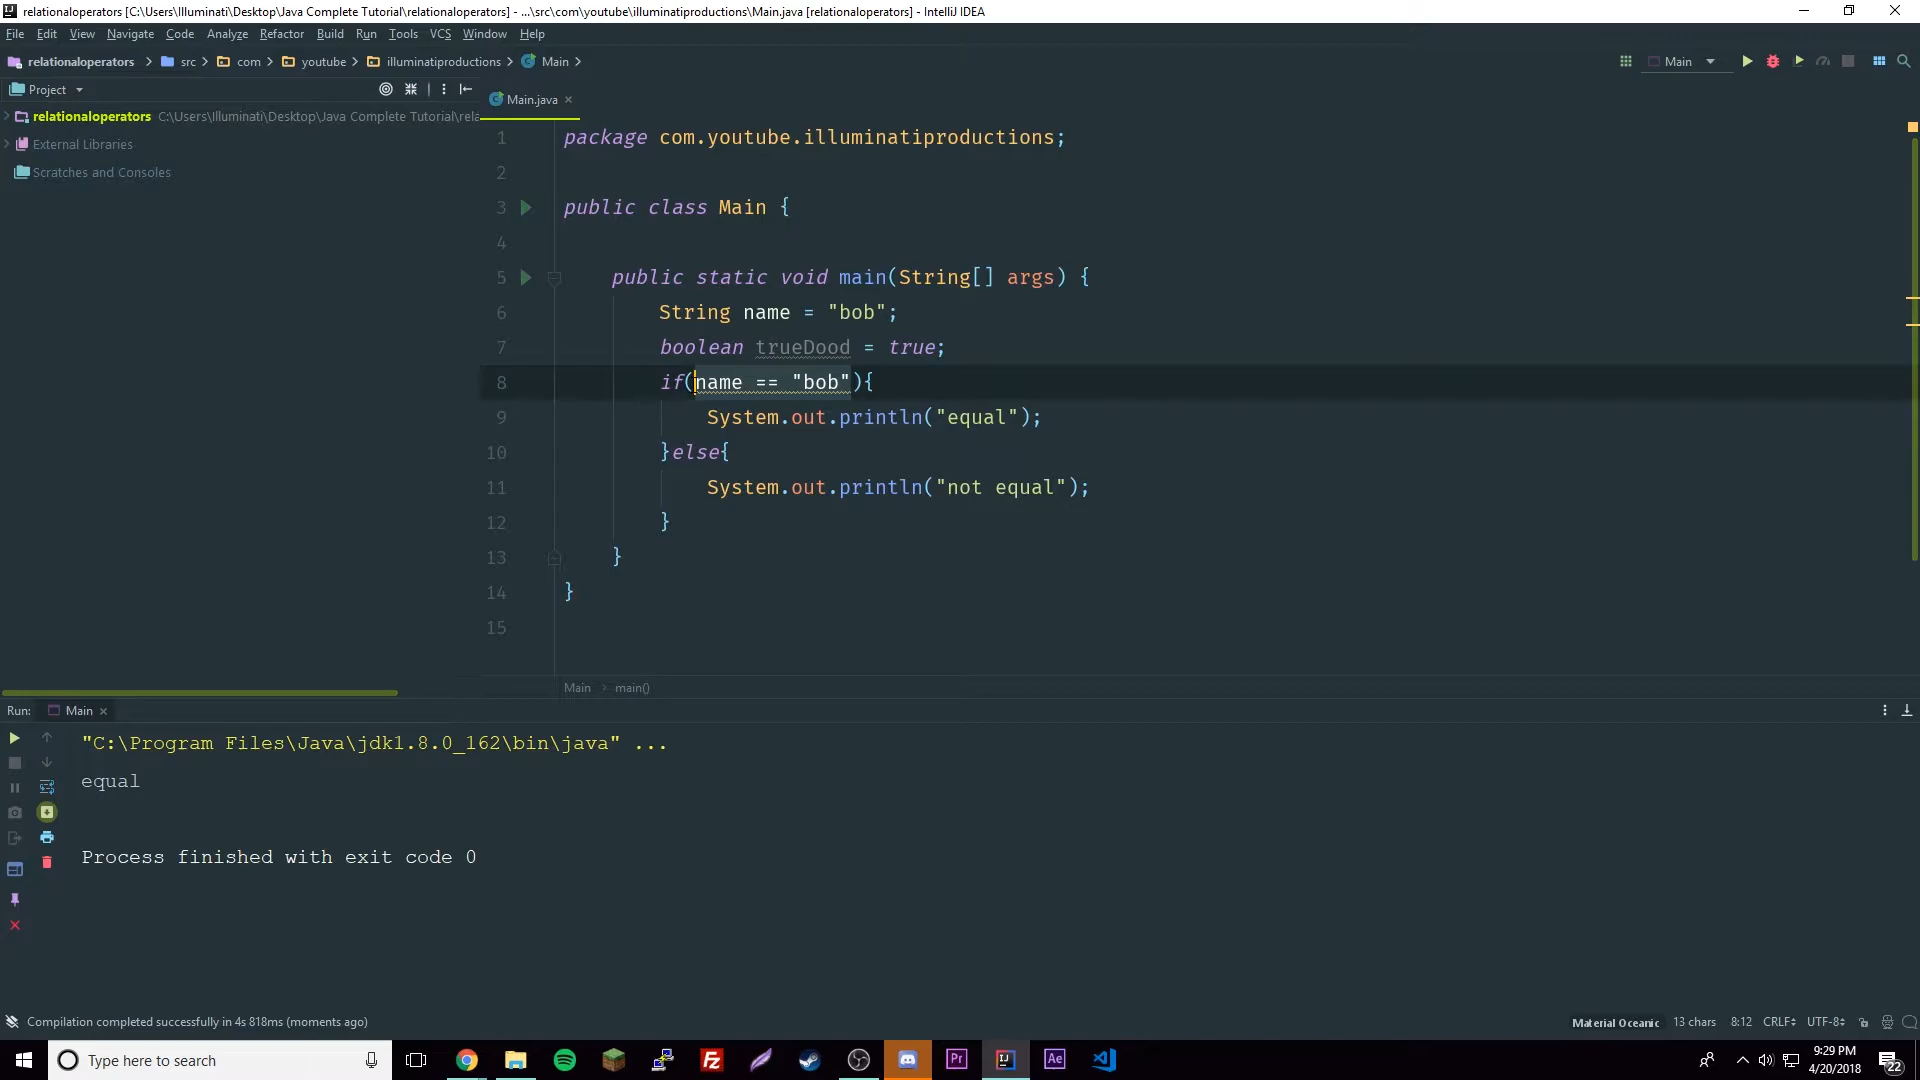 relationaloperators [C:\Users\Illuminati\Desktop\Java Complete Tutorial\relationaloperators] - ...\src\com\youtube\illuminatiproductions\Main.java [relationaloperators] - IntelliJ IDEA
File Edit View Navigate Code Analyze Refactor Build Run Tools VCS Window Help
relationaloperators src com youtube illuminatiproductions Main
Main
Project
Main.java
relationaloperators C:\Users\Illuminati\Desktop\Java Complete Tutorial\rela
External Libraries
Scratches and Consoles
1 package com.youtube.illuminatiproductions;
2
3 public class Main {
4
5 public static void main(String[] args) {
6 String name = "bob";
7 boolean trueDood = true;
8 if(name == "bob"){
9 System.out.println("equal");
10 }else{
11 System.out.println("not equal");
12 }
13 }
14 }
15
Main main()
Run: Main
"C:\Program Files\Java\jdk1.8.0_162\bin\java" ...
equal
Process finished with exit code 0
Compilation completed successfully in 4s 818ms (moments ago)
Material Oceanic 13 chars 8:12 CRLF UTF-8
Type here to search
Pr
Ae
9:29 PM
4/20/2018
22